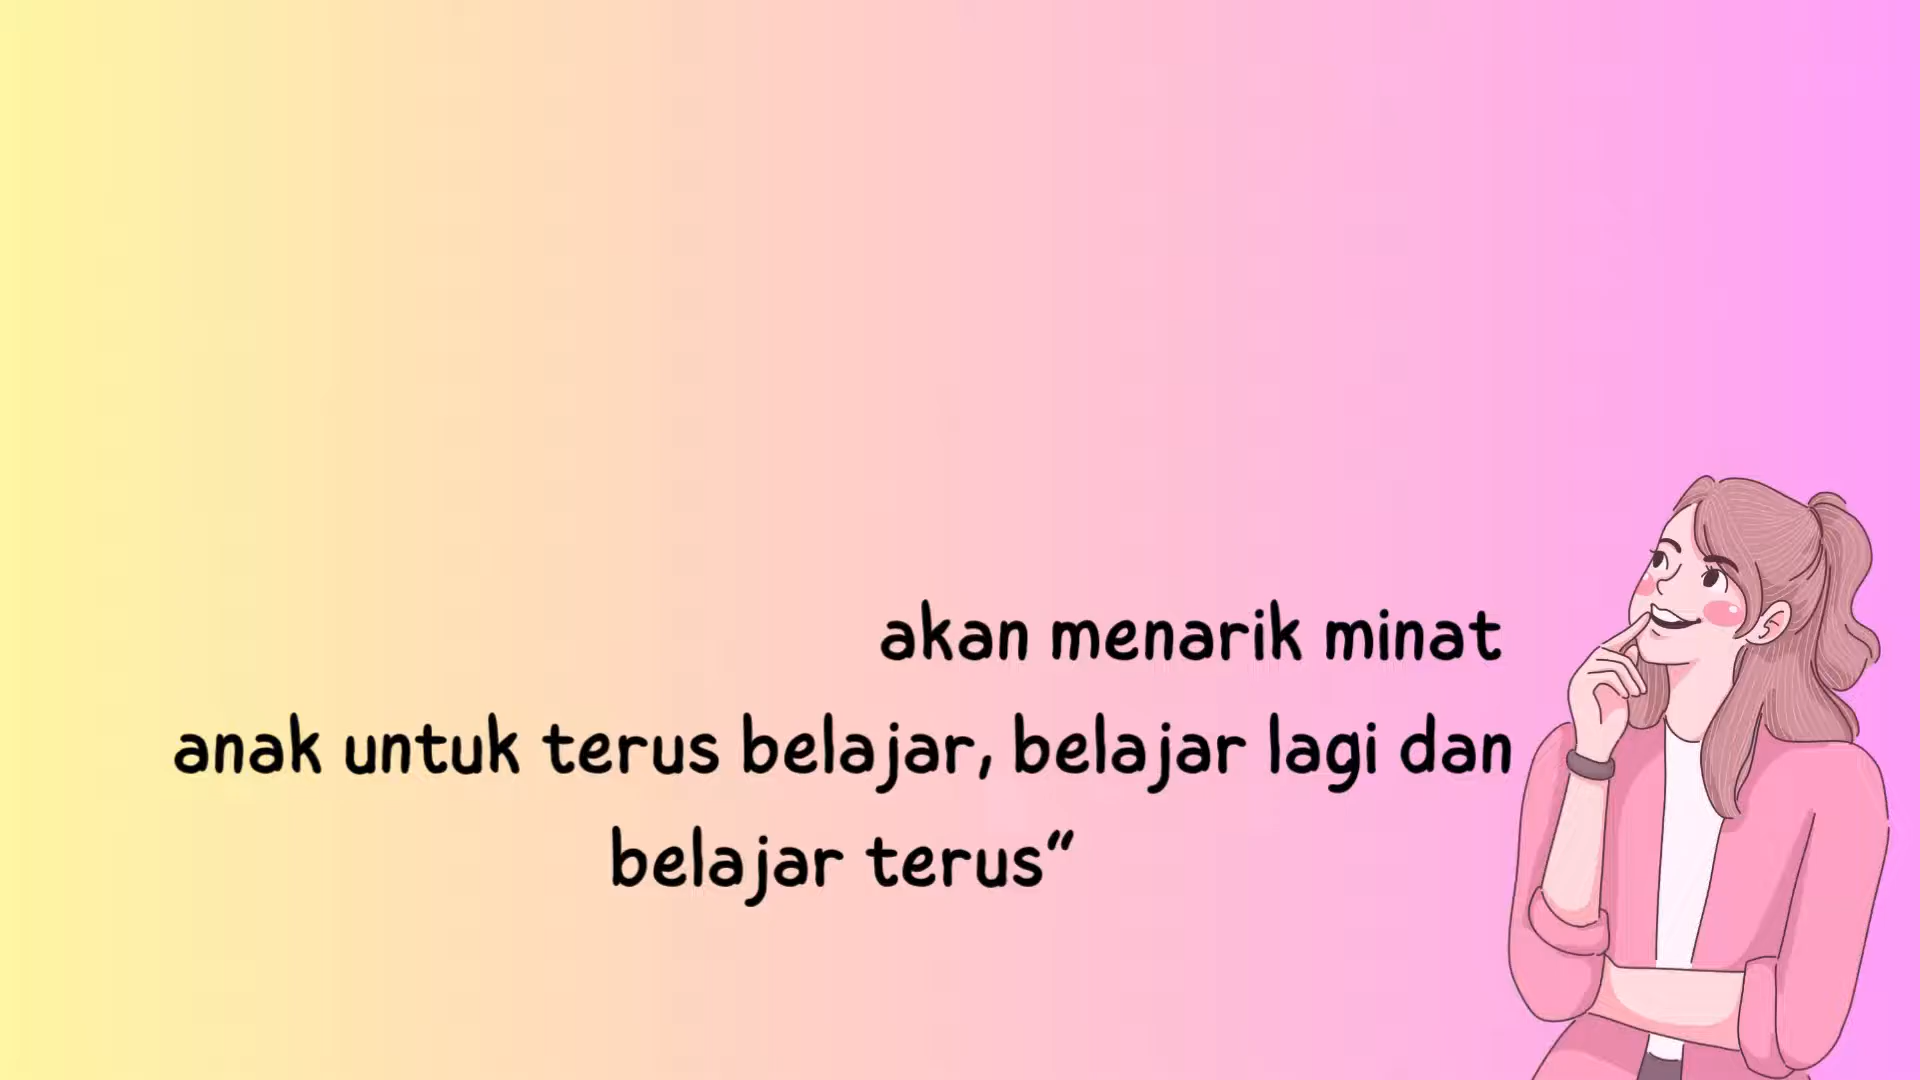 akan menarik minat
anak untuk terus belajar, belajar lagi dan
belajar terus“